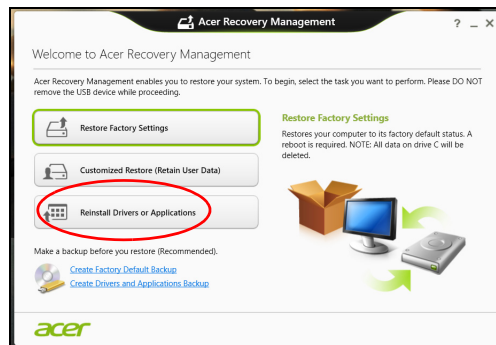 Acer Recovery Management
? _ X
Welcome to Acer Recovery Management
Acer Recovery Management enables you to restore your system. To begin, select the task you want to perform. Please DO NOT
remove the USB device while proceeding.
Restore Factory Settings
Customized Restore (Retain User Data)
Reinstall Drivers or Applications
Restore Factory Settings
Restores your computer to its factory default status. A
reboot is required. NOTE: All data on drive C will be
deleted.
Make a backup before you restore (Recommended).
Create Factory Default Backup
Create Drivers and Applications Backup
acer